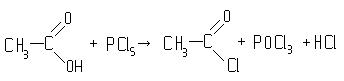 CH₃-C(=O)-OH + PCl₅ → CH₃-C(=O)-Cl + POCl₃ + HCl